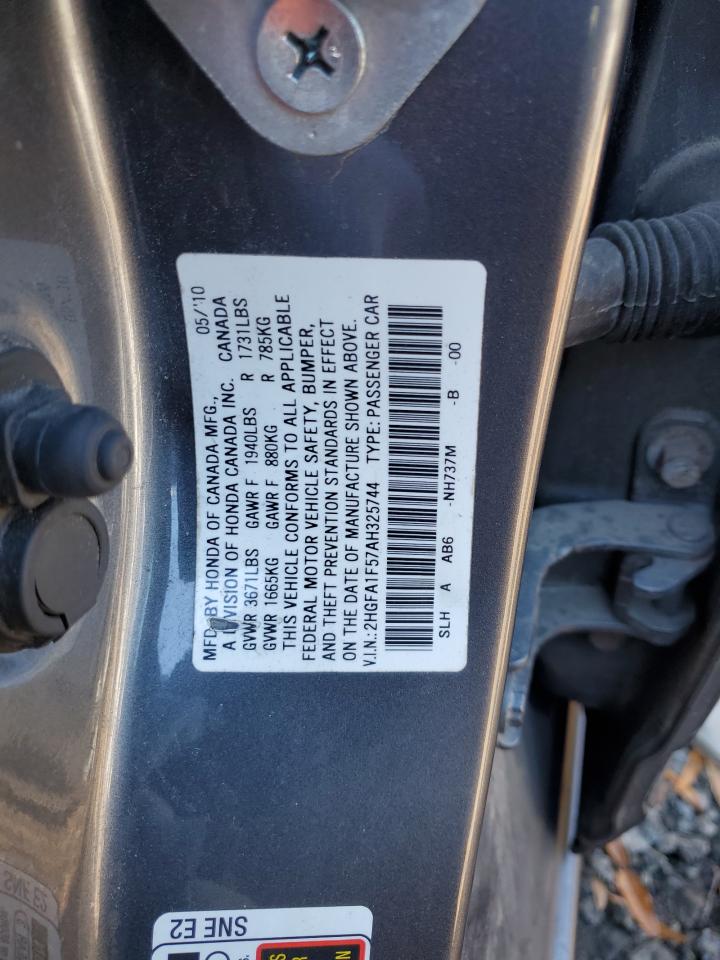 MFD. BY HONDA OF CANADA MFG., 05/'10
A DIVISION OF HONDA CANADA INC. CANADA
GVWR 3671LBS GAWR F 1940LBS R 1731LBS
GVWR 1665KG GAWR F 880KG R 785KG
THIS VEHICLE CONFORMS TO ALL APPLICABLE
FEDERAL MOTOR VEHICLE SAFETY, BUMPER,
AND THEFT PREVENTION STANDARDS IN EFFECT
ON THE DATE OF MANUFACTURE SHOWN ABOVE.
V.I.N.:2HGFA1F57AH325744 TYPE:PASSENGER CAR
SLH A AB6 -NH737M -B -00
SNE E2